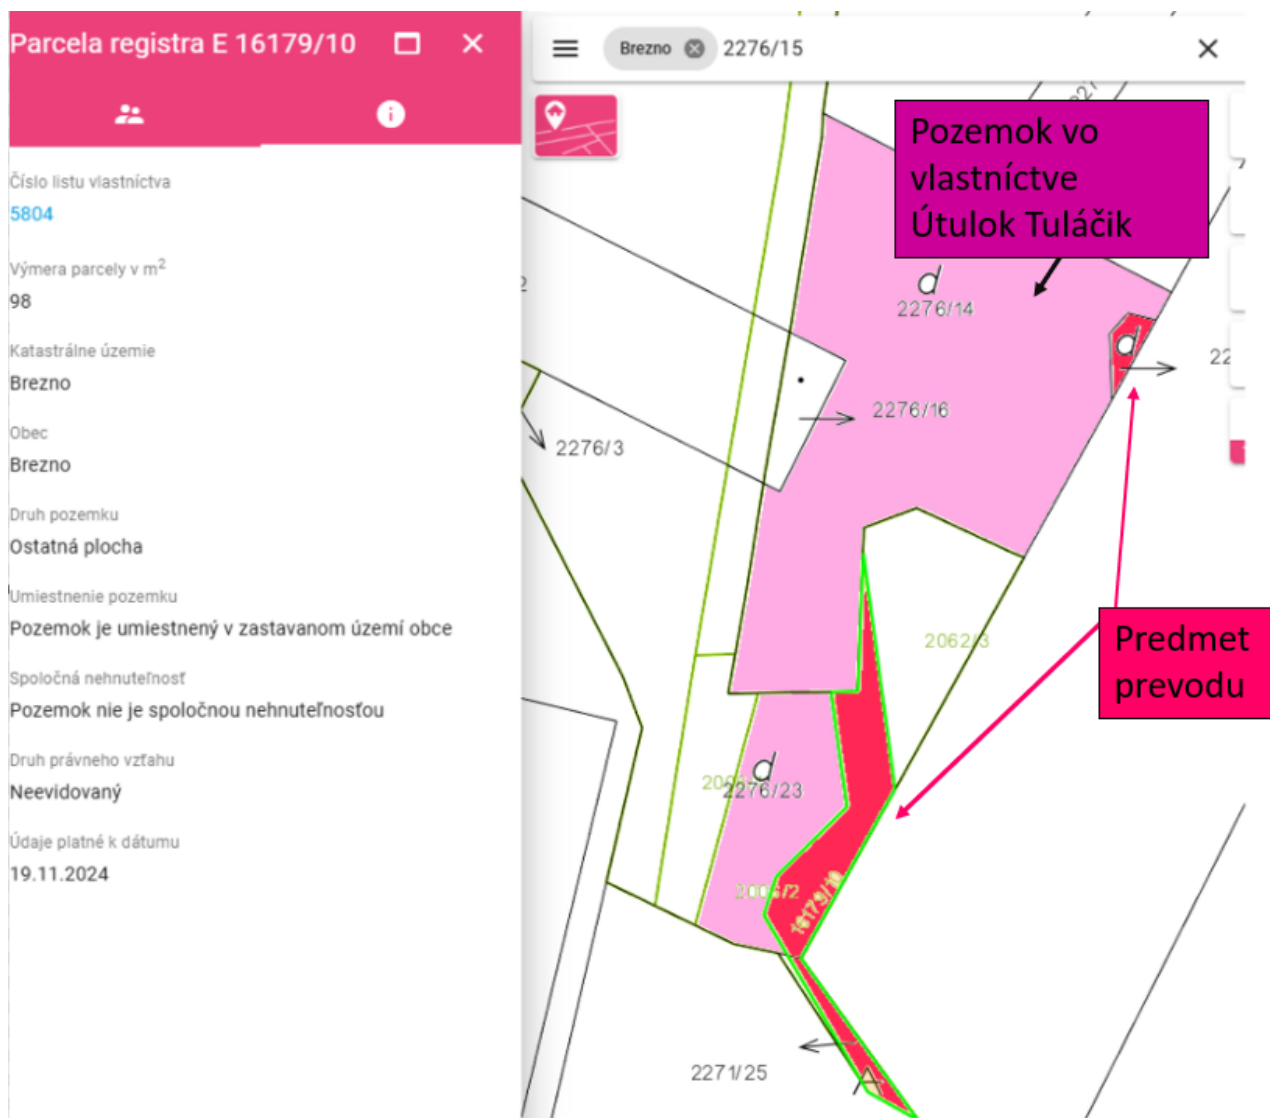 Parcela registra E 16179/10
Číslo listu vlastníctva
5804
Výmera parcely v m²
98
Katastrálne územie
Brezno
Obec
Brezno
Druh pozemku
Ostatná plocha
Umiestnenie pozemku
Pozemok je umiestnený v zastavanom území obce
Spoločná nehnuteľnosť
Pozemok nie je spoločnou nehnuteľnosťou
Druh právneho vzťahu
Neevidovaný
Údaje platné k dátumu
19.11.2024
Brezno 2276/15
Pozemok vo
vlastníctve
Útulok Tuláčik
2276/14
2276/16
2276/3
2062/3
Predmet
prevodu
2276/23
16179/10
2271/25